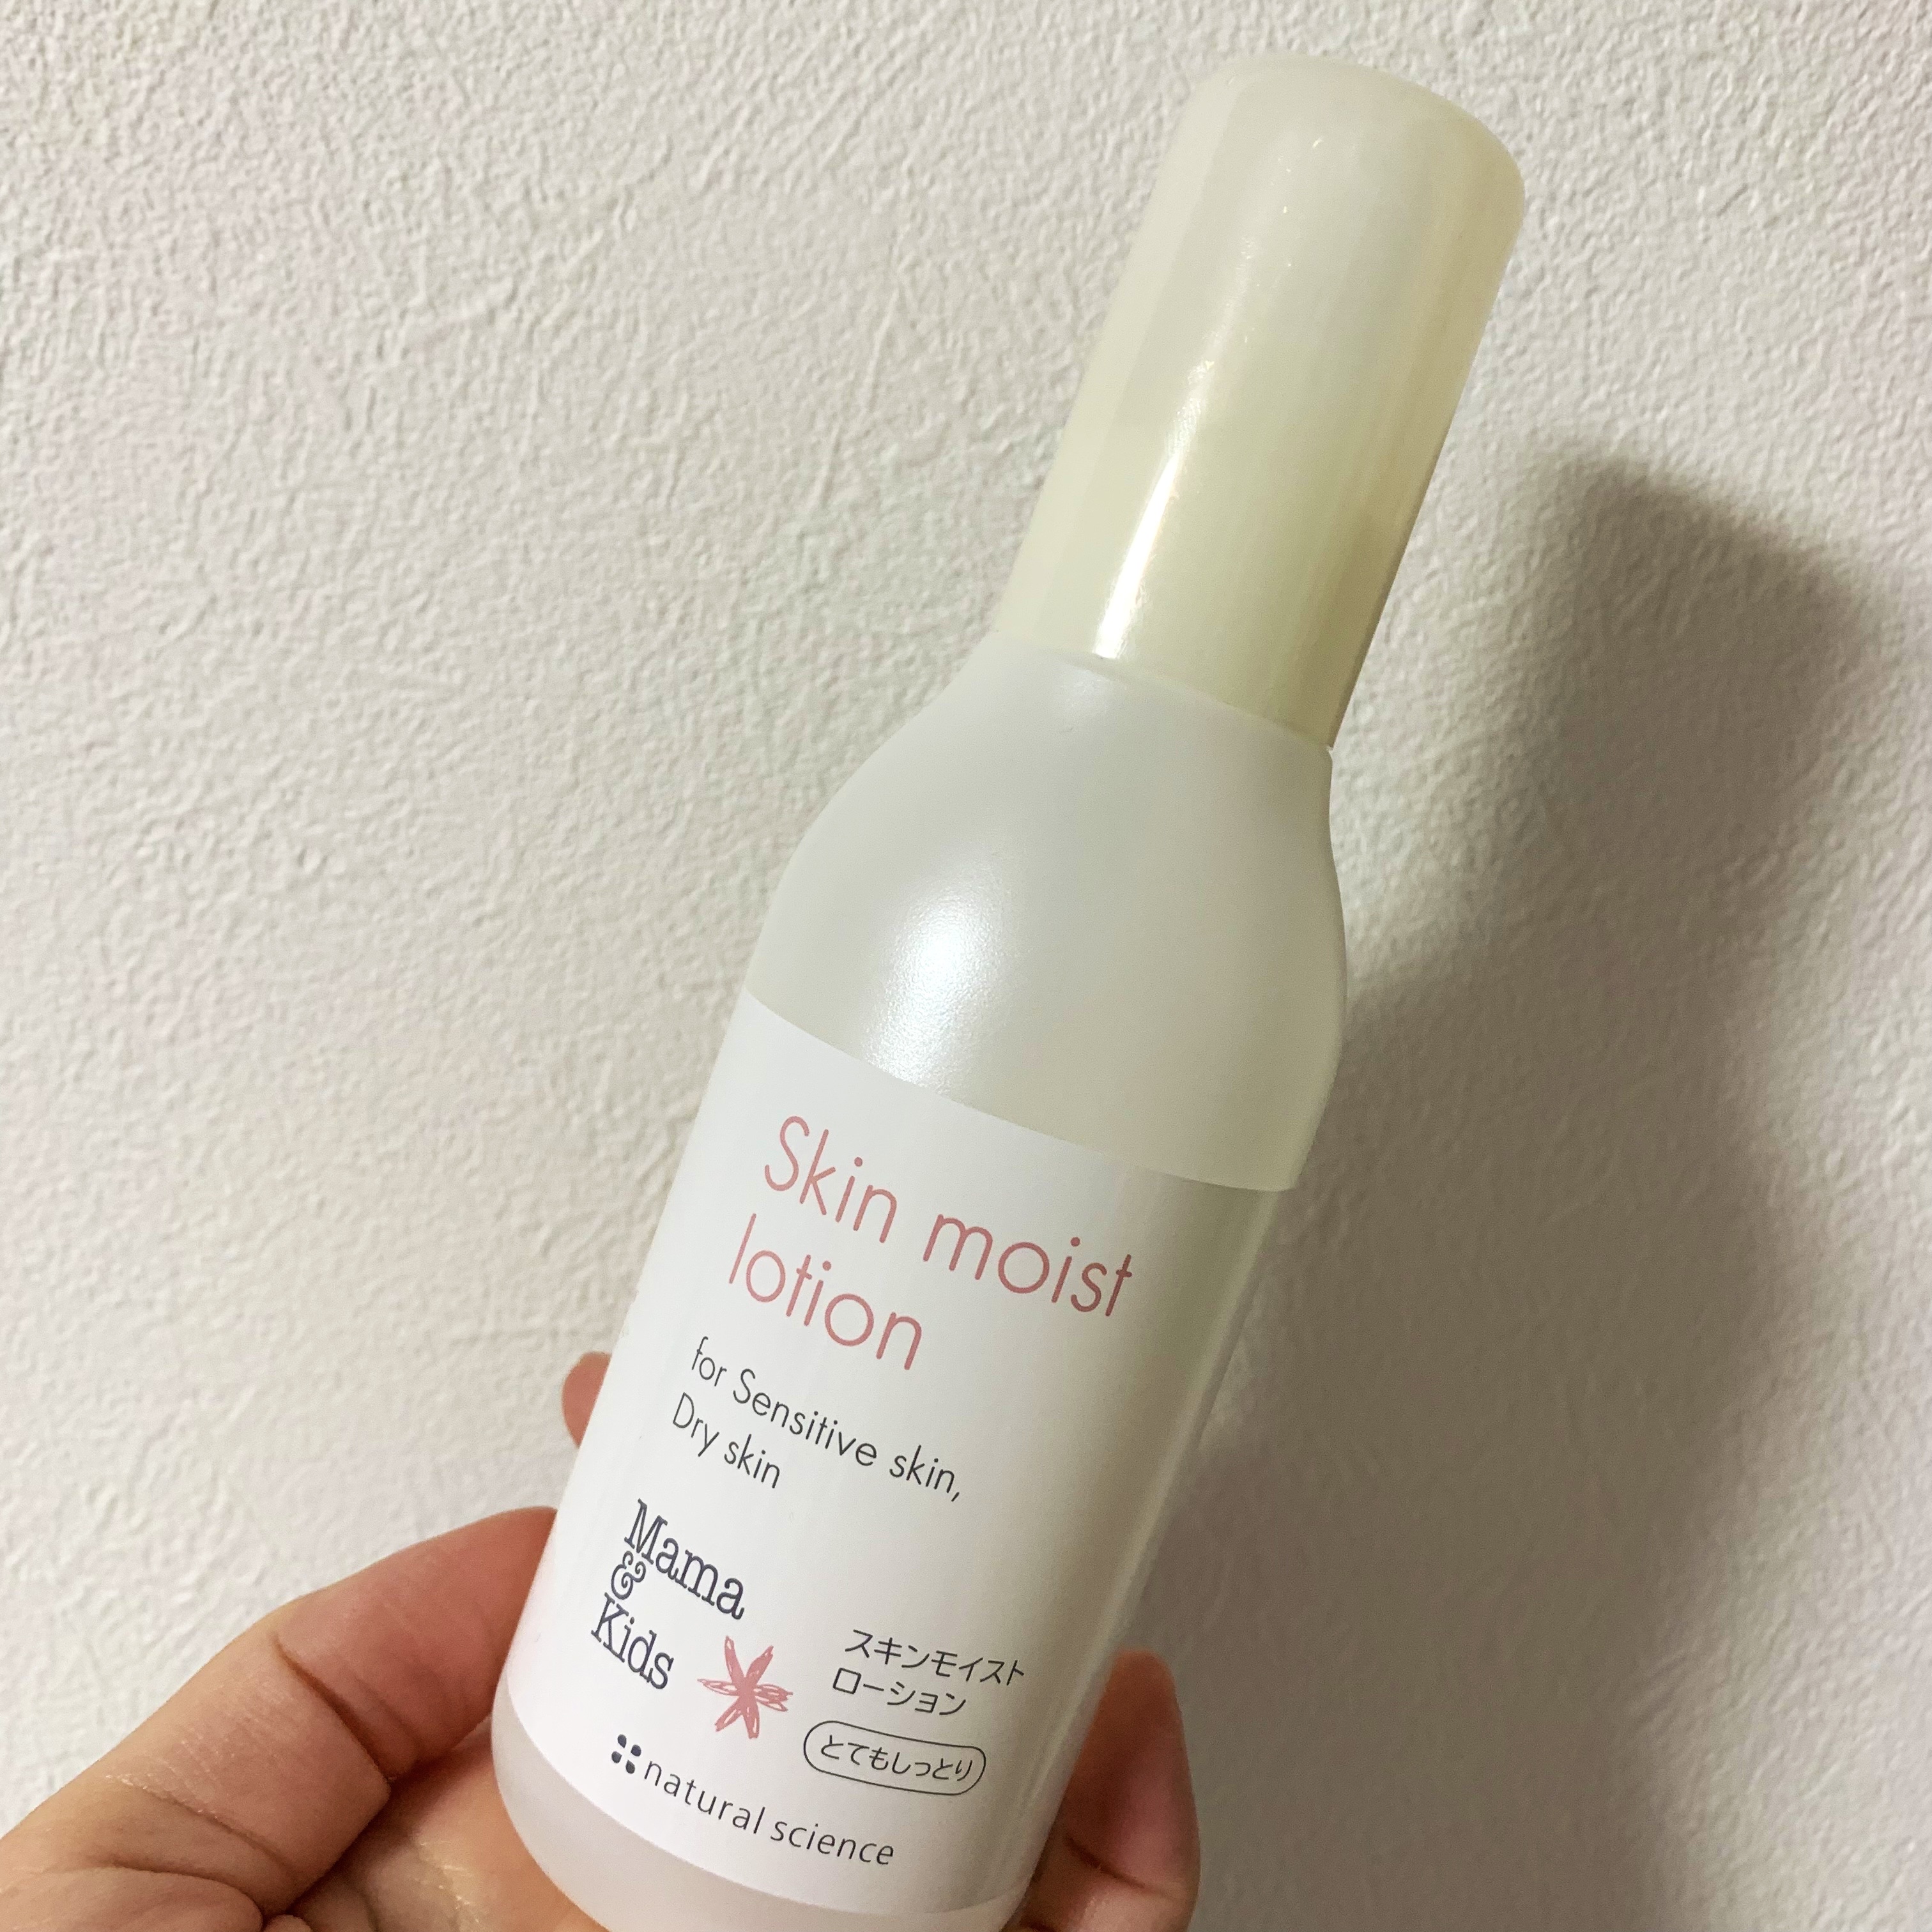 Skin moist
lotion
for Sensitive skin,
Dry skin
Mama
&
Kids
スキンモイスト
ローション
とてもしっとり
natural science